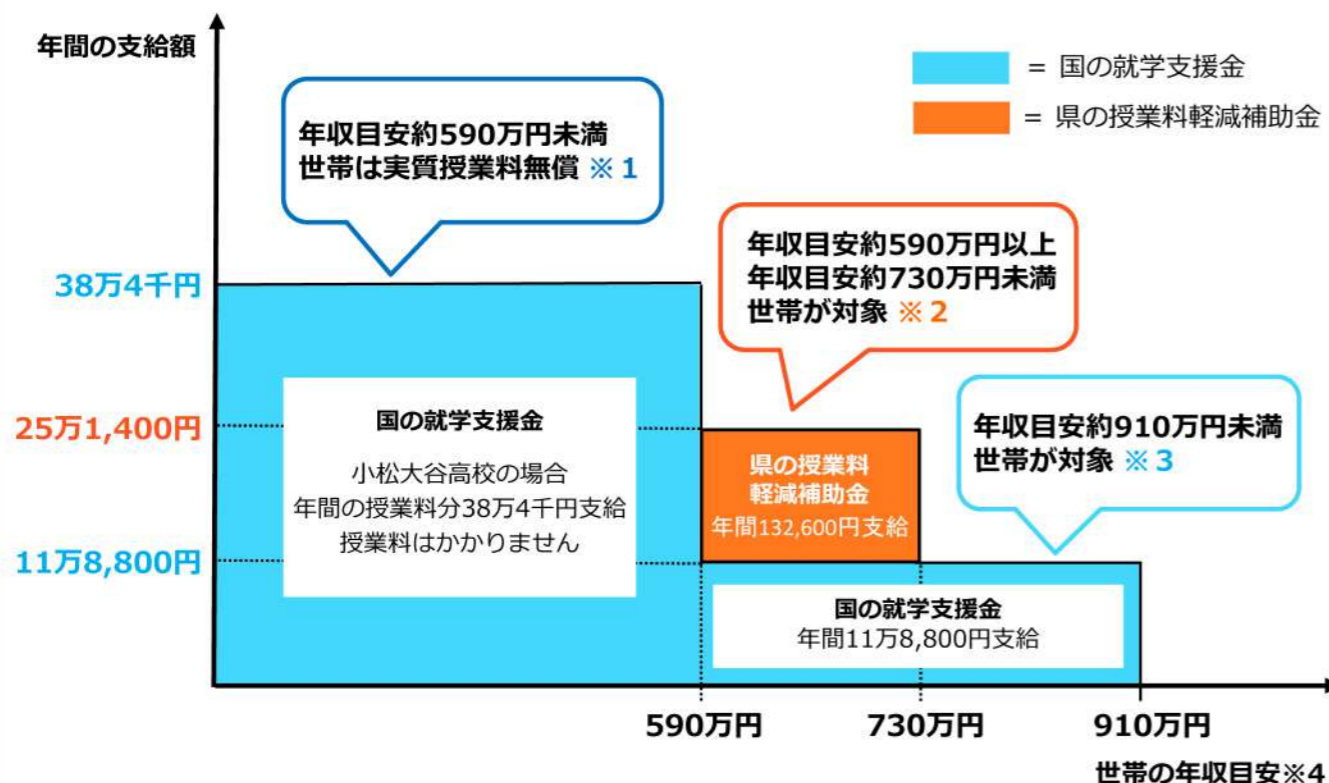 年間の支給額
= 国の就学支援金
= 県の授業料軽減補助金
年収目安約590万円未満
世帯は実質授業料無償 ※1
年収目安約590万円以上
年収目安約730万円未満
世帯が対象 ※2
年収目安約910万円未満
世帯が対象 ※3
38万4千円
25万1,400円
11万8,800円
国の就学支援金
小松大谷高校の場合
年間の授業料分38万4千円支給
授業料はかかりません
県の授業料
軽減補助金
年間132,600円支給
国の就学支援金
年間11万8,800円支給
590万円
730万円
910万円
世帯の年収目安※4